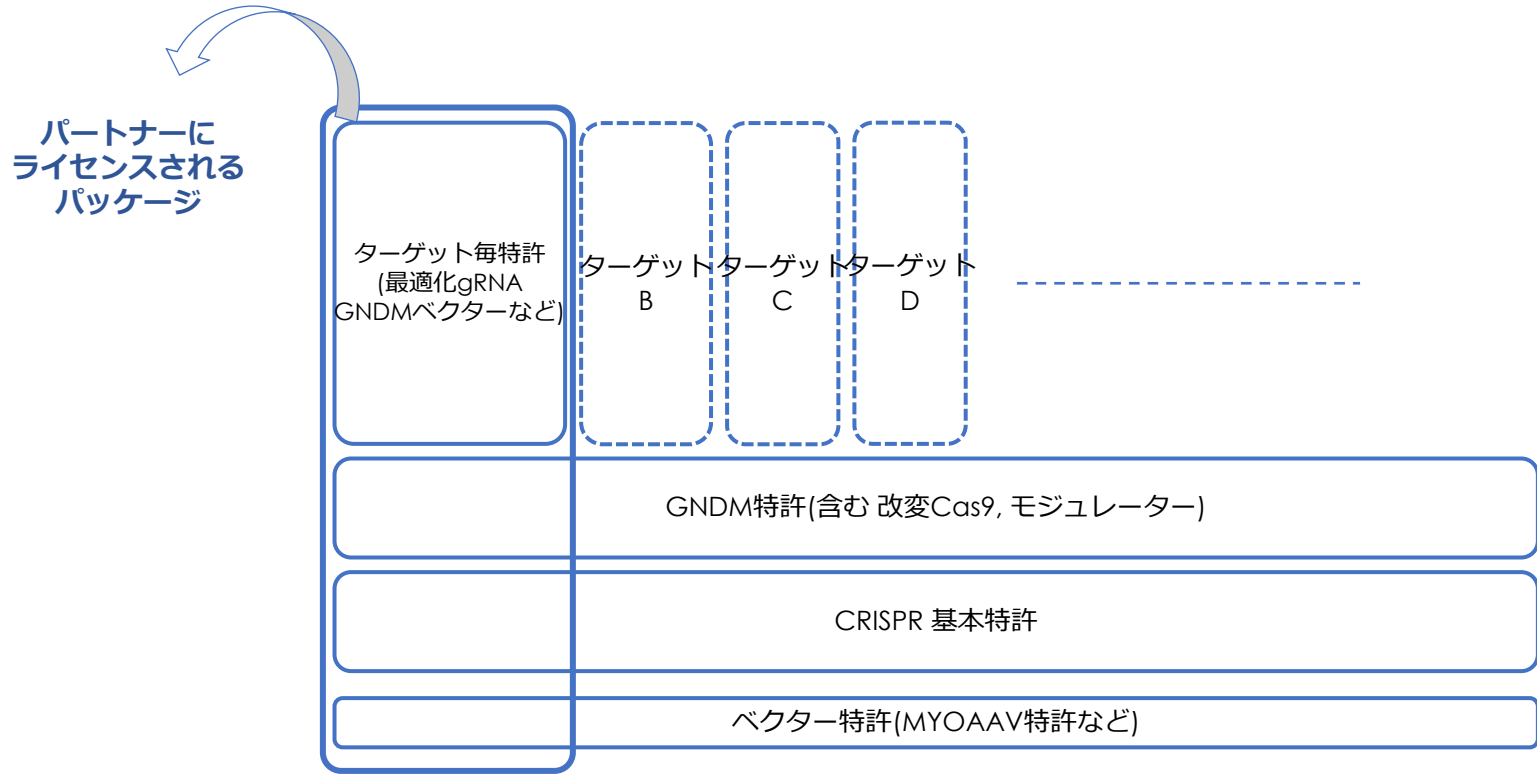 パートナーに
ライセンスされる
パッケージ
ターゲット毎特許
(最適化gRNA
GNDMベクターなど)
ターゲット
B
ターゲット
C
ターゲット
D
GNDM特許(含む 改変Cas9, モジュレーター)
CRISPR 基本特許
ベクター特許(MYOAAV特許など)